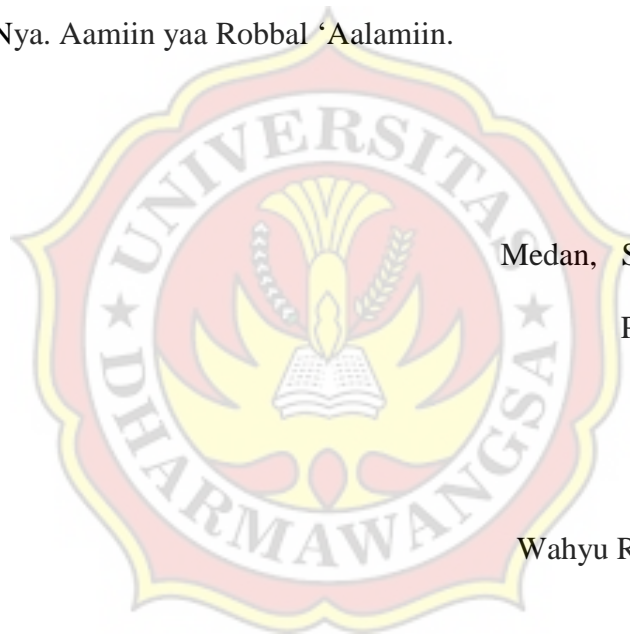 Nya. Aamiin yaa Robbal ‘Aalamiin.
UNIVERSITAS
Medan, S
DHARMAWANGSA
Wahyu R